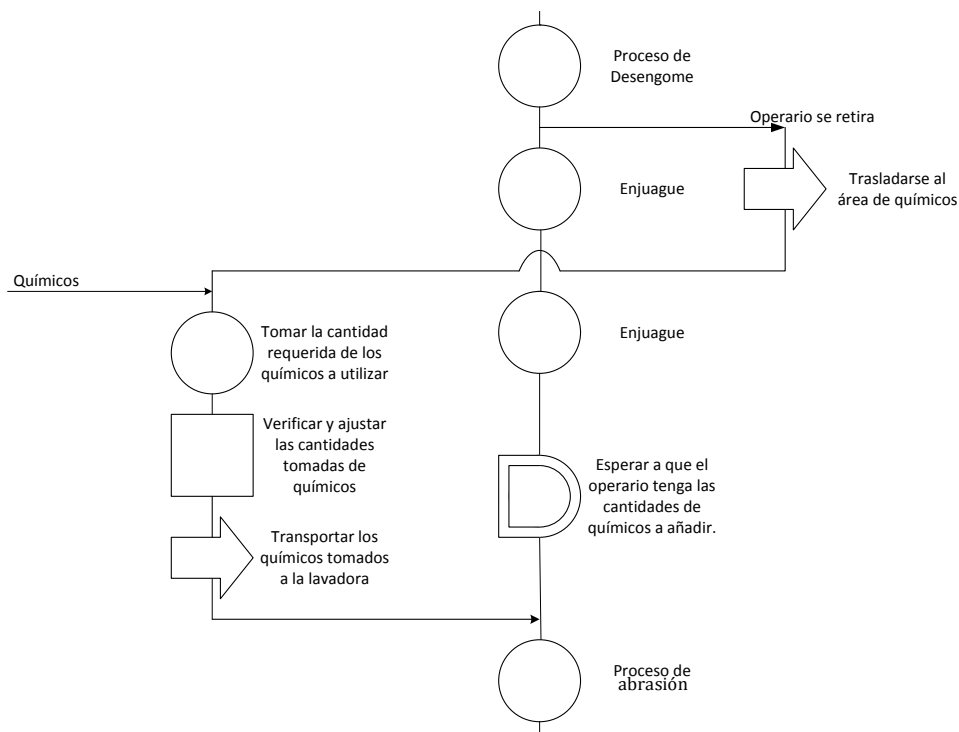 Proceso de
Desengome
Operario se retira
Enjuague
Trasladarse al
área de químicos
Químicos
Tomar la cantidad
requerida de los
químicos a utilizar
Enjuague
Verificar y ajustar
las cantidades
tomadas de
químicos
Esperar a que el
operario tenga las
cantidades de
químicos a añadir.
Transportar los
químicos tomados
a la lavadora
Proceso de
abrasión